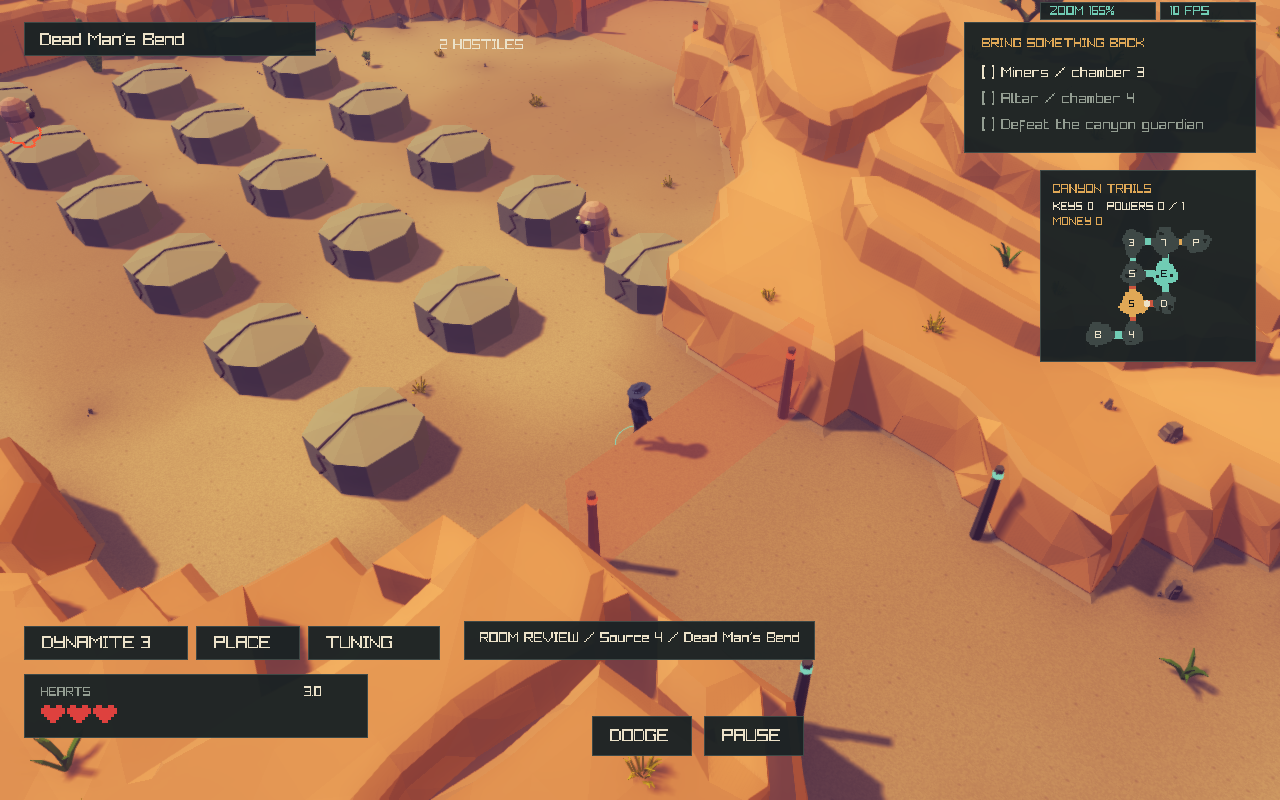 Dead Man's Bend
2 HOSTILES
ZOOM 165%
10 FPS
BRING SOMETHING BACK
[ ] Miners / chamber 3
[ ] Altar / chamber 4
[ ] Defeat the canyon guardian
CANYON TRAILS
KEYS 0 POWERS 0 / 1
MONEY 0
3 7 P
S E
S O
B 4
DYNAMITE 3
PLACE
TUNING
ROOM REVIEW / Source 4 / Dead Man's Bend
HEARTS 3.0
DODGE
PAUSE